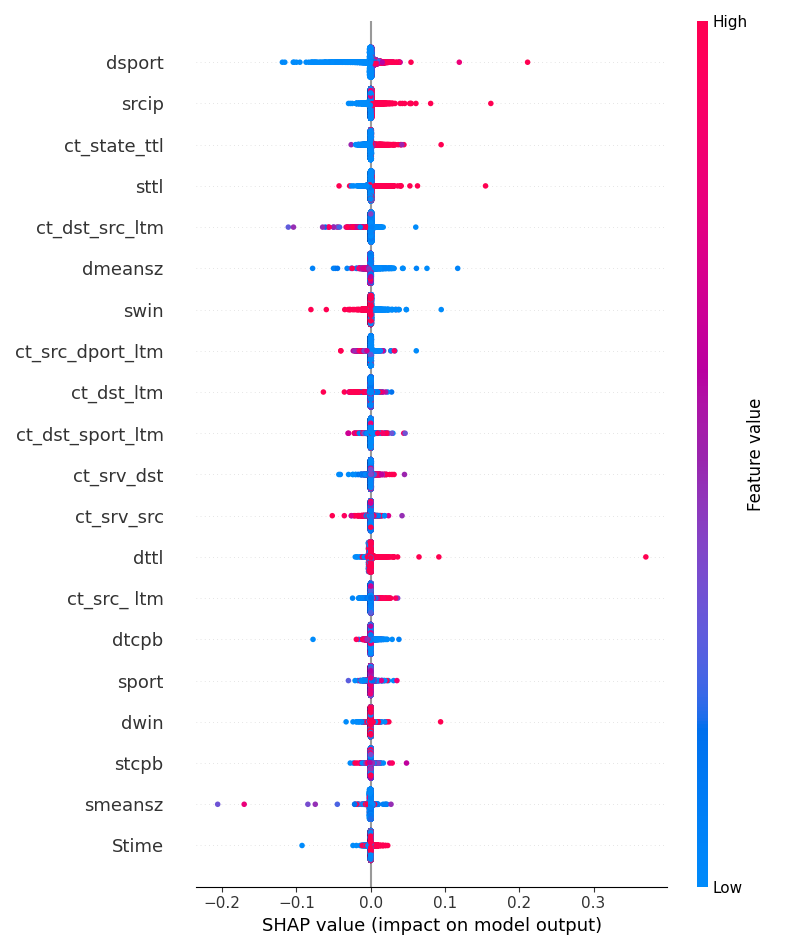 High
dsport
srcip
ct_state_ttl
sttl
ct_dst_src_ltm
dmeansz
swin
ct_src_dport_ltm
ct_dst_ltm
ct_dst_sport_ltm
ct_srv_dst
ct_srv_src
dttl
ct_src_ ltm
dtcpb
sport
dwin
stcpb
smeansz
Stime
Feature value
Low
−0.2 −0.1 0.0 0.1 0.2 0.3
SHAP value (impact on model output)